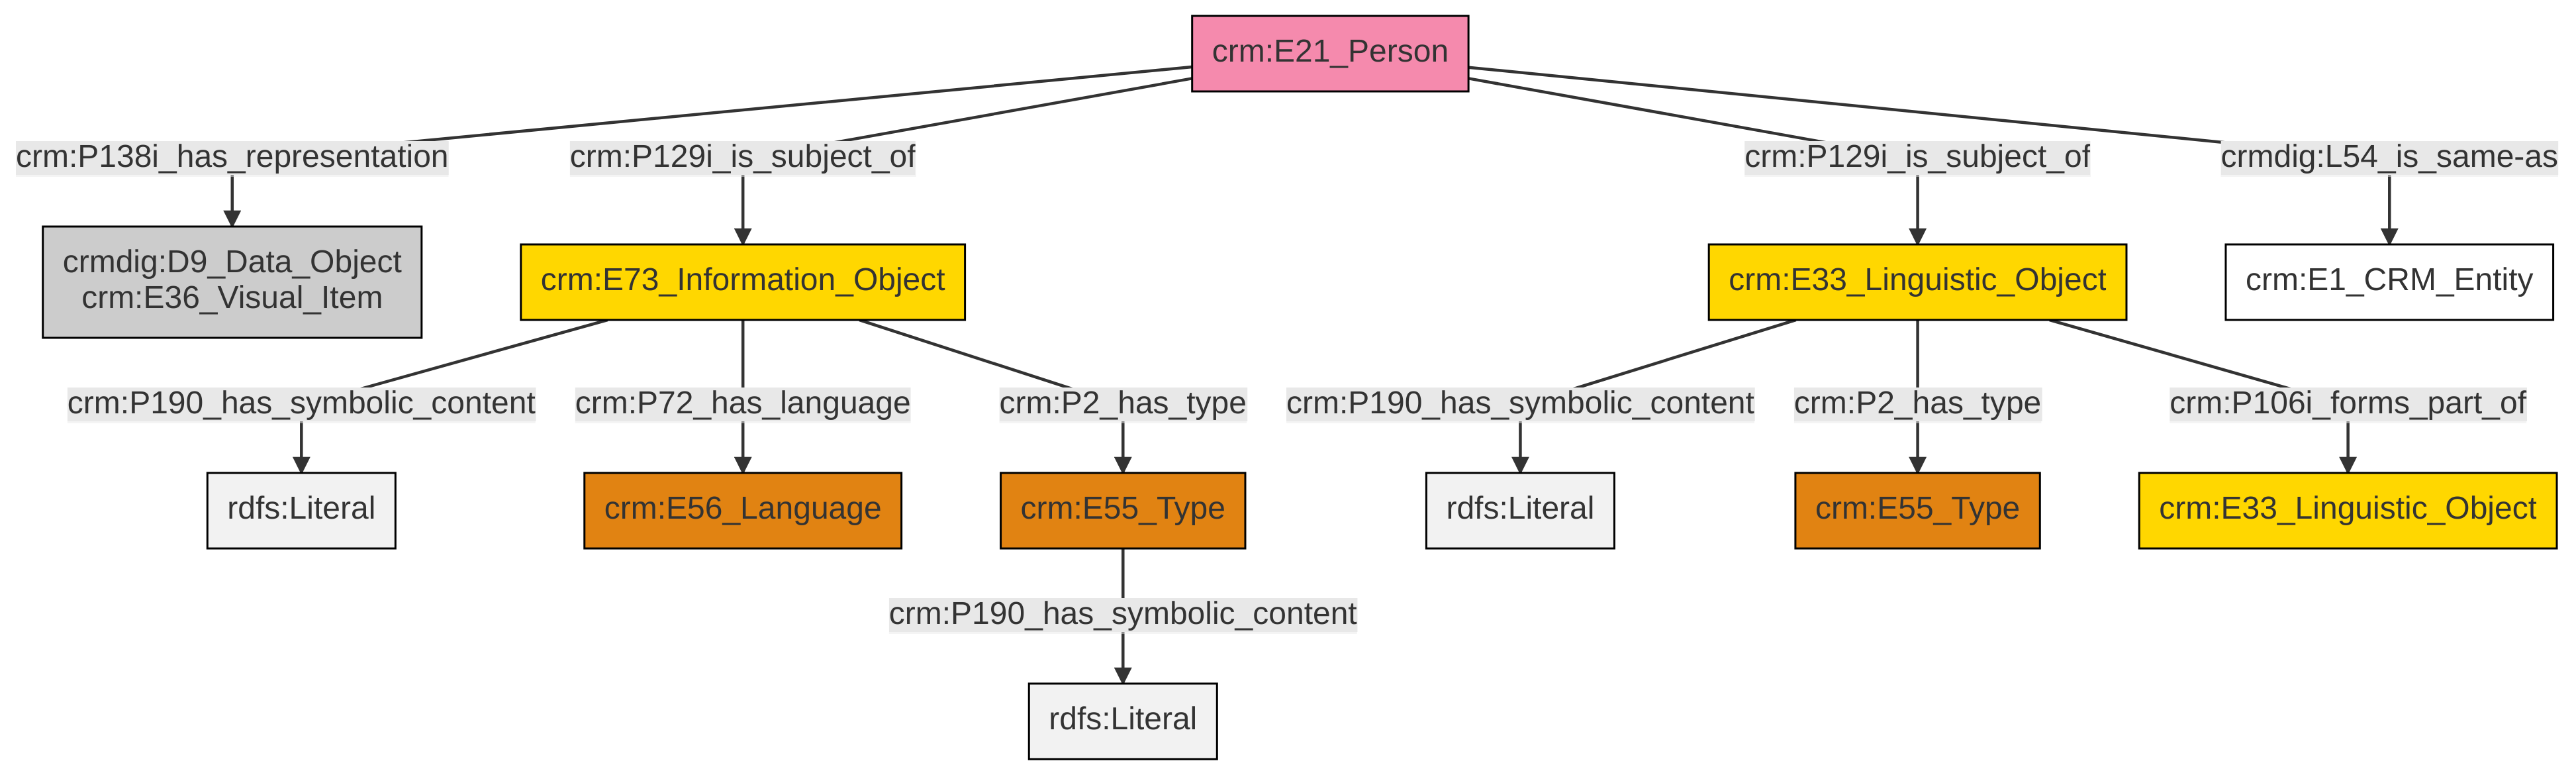 crm:E21_Person
crm:P138i_has_representation
crm:P129i_is_subject_of
crm:P129i_is_subject_of
crmdig:L54_is_same-as
crmdig:D9_Data_Object
crm:E36_Visual_Item
crm:E73_Information_Object
crm:E33_Linguistic_Object
crm:E1_CRM_Entity
crm:P190_has_symbolic_content
crm:P72_has_language
crm:P2_has_type
crm:P190_has_symbolic_content
crm:P2_has_type
crm:P106i_forms_part_of
rdfs:Literal
crm:E56_Language
crm:E55_Type
rdfs:Literal
crm:E55_Type
crm:E33_Linguistic_Object
crm:P190_has_symbolic_content
rdfs:Literal